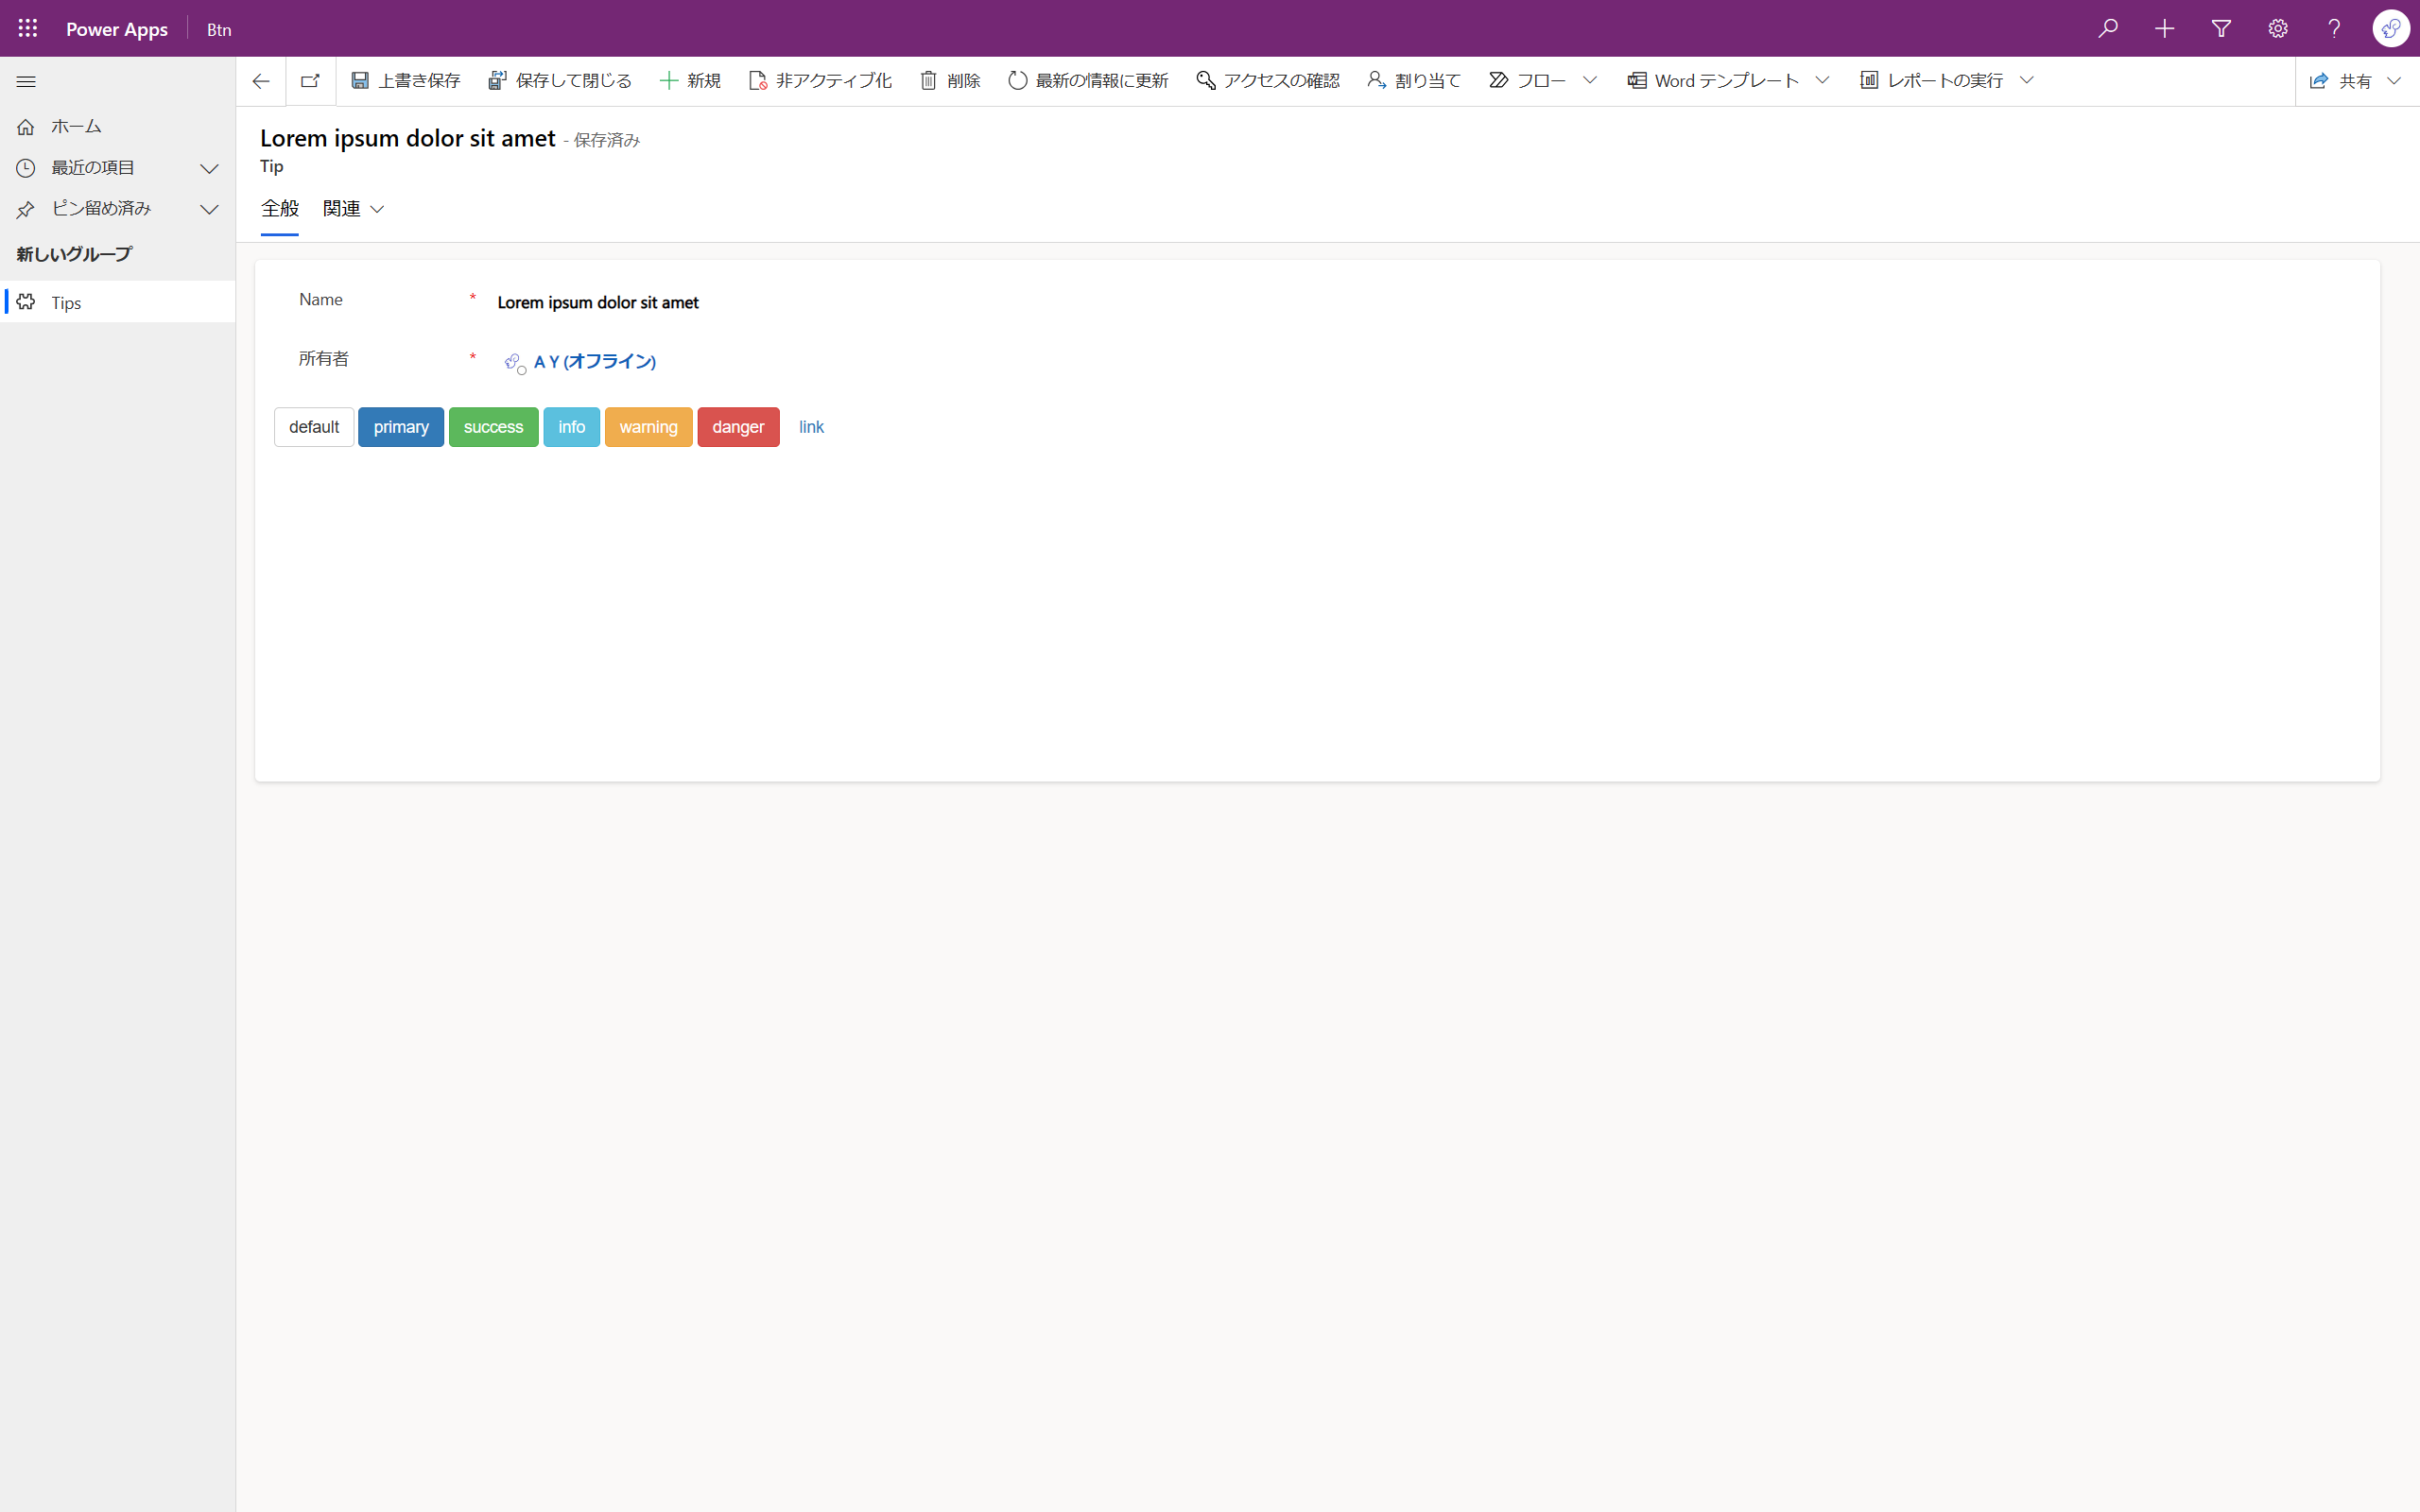 Power Apps Btn
上書き保存 保存して閉じる 新規 非アクティブ化 削除 最新の情報に更新 アクセスの確認 割り当て フロー Word テンプレート レポートの実行 共有
ホーム
最近の項目
ピン留め済み
新しいグループ
Tips
Lorem ipsum dolor sit amet - 保存済み
Tip
全般 関連
Name * Lorem ipsum dolor sit amet
所有者 * A Y (オフライン)
default primary success info warning danger link